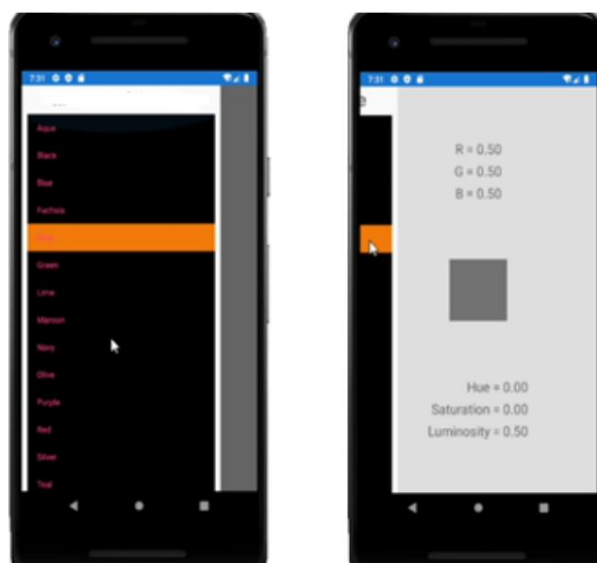 7:31
Aqua
Black
Blue
Fuchsia
Gray
Green
Lime
Maroon
Navy
Olive
Purple
Red
Silver
Teal
7:31
e
R = 0.50
G = 0.50
B = 0.50
Hue = 0.00
Saturation = 0.00
Luminosity = 0.50